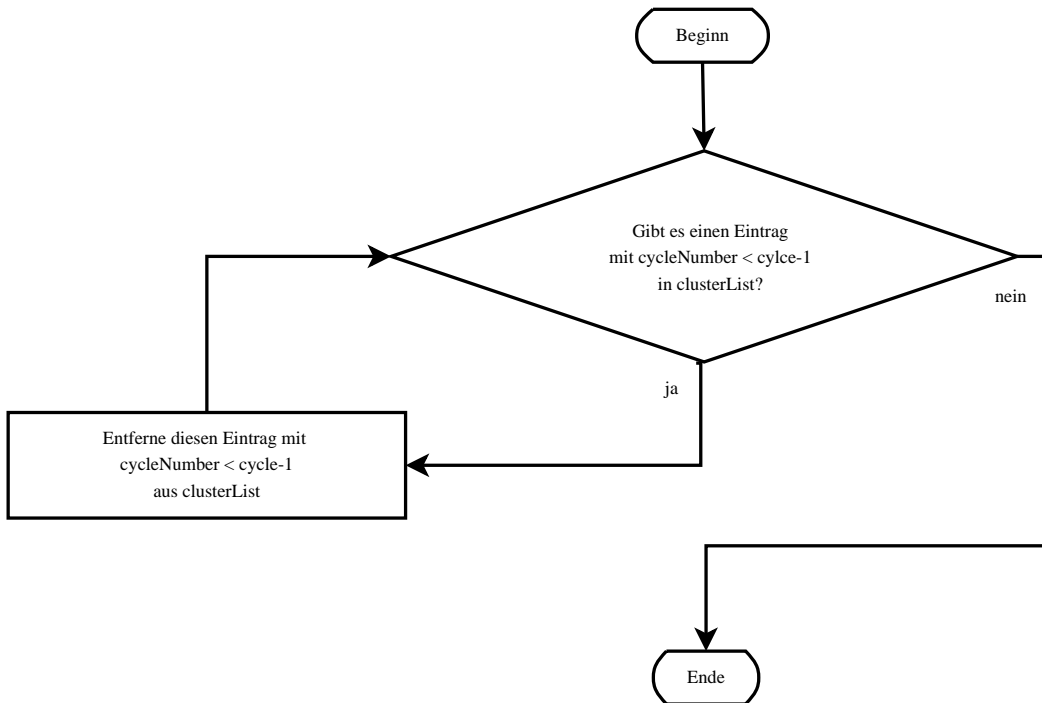 Beginn
Gibt es einen Eintrag
mit cycleNumber < cylce-1
in clusterList?
nein
ja
Entferne diesen Eintrag mit
cycleNumber < cycle-1
aus clusterList
Ende